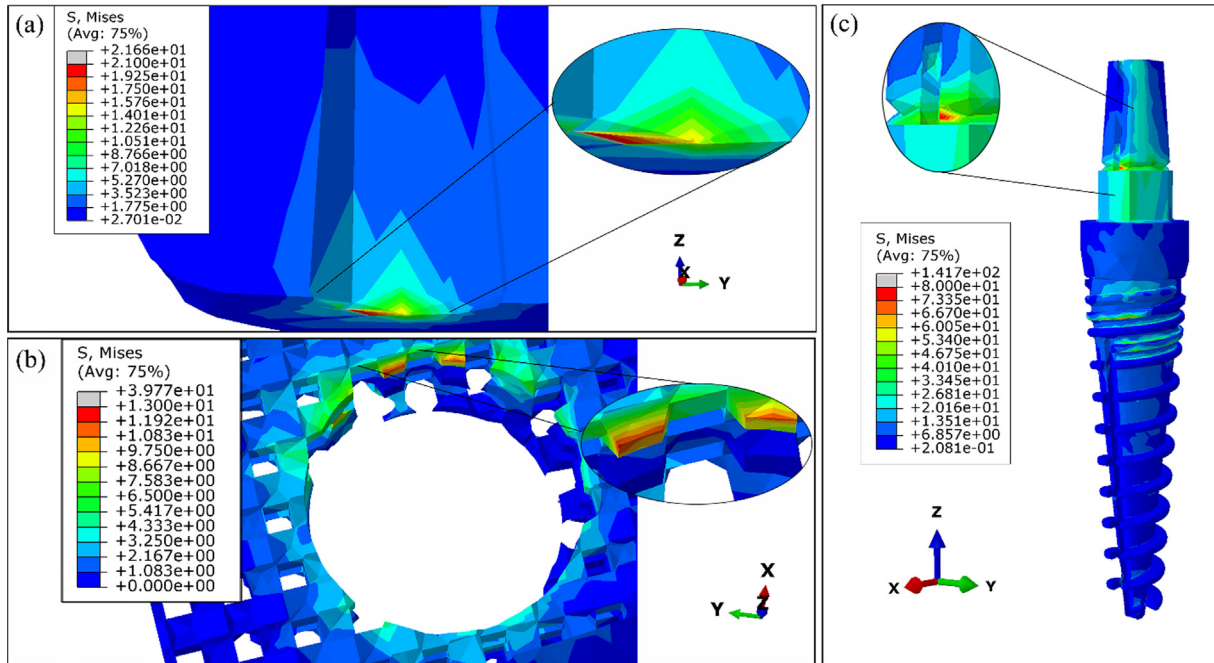 (a)
S, Mises
(Avg: 75%)
+2.166e+01
+2.100e+01
+1.925e+01
+1.750e+01
+1.576e+01
+1.401e+01
+1.226e+01
+1.051e+01
+8.766e+00
+7.018e+00
+5.270e+00
+3.523e+00
+1.775e+00
+2.701e-02
Z
X
Y
(b)
S, Mises
(Avg: 75%)
+3.977e+01
+1.300e+01
+1.192e+01
+1.083e+01
+9.750e+00
+8.667e+00
+7.583e+00
+6.500e+00
+5.417e+00
+4.333e+00
+3.250e+00
+2.167e+00
+1.083e+00
+0.000e+00
X
Y
Z
(c)
S, Mises
(Avg: 75%)
+1.417e+02
+8.000e+01
+7.335e+01
+6.670e+01
+6.005e+01
+5.340e+01
+4.675e+01
+4.010e+01
+3.345e+01
+2.681e+01
+2.016e+01
+1.351e+01
+6.857e+00
+2.081e-01
Z
X
Y